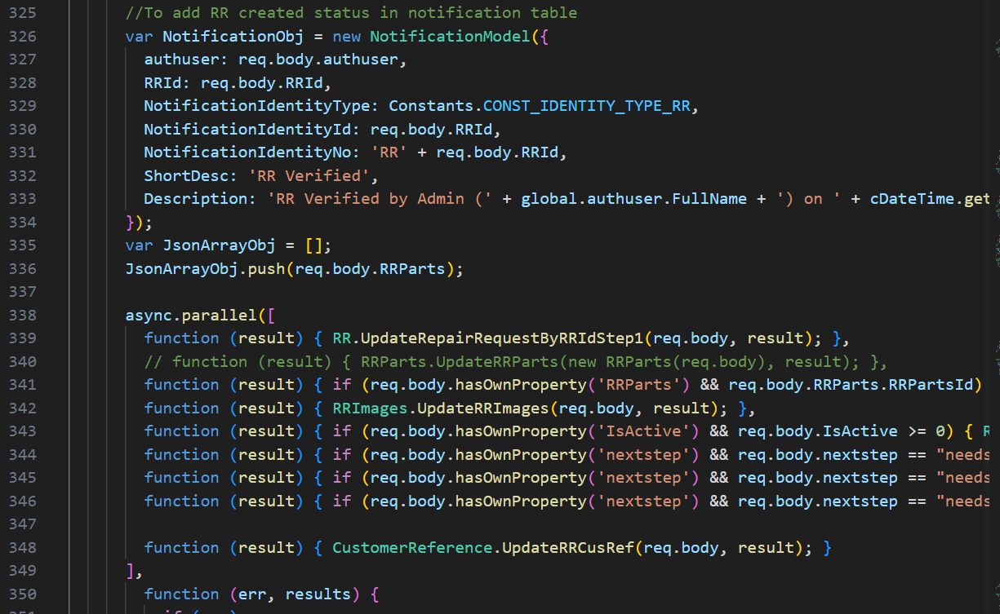 325 //To add RR created status in notification table
326 var NotificationObj = new NotificationModel({
327 authuser: req.body.authuser,
328 RRId: req.body.RRId,
329 NotificationIdentityType: Constants.CONST_IDENTITY_TYPE_RR,
330 NotificationIdentityId: req.body.RRId,
331 NotificationIdentityNo: 'RR' + req.body.RRId,
332 ShortDesc: 'RR Verified',
333 Description: 'RR Verified by Admin (' + global.authuser.FullName + ') on ' + cDateTime.get
334 });
335 var JsonArrayObj = [];
336 JsonArrayObj.push(req.body.RRParts);
337
338 async.parallel([
339 function (result) { RR.UpdateRepairRequestByRRIdStep1(req.body, result); },
340 // function (result) { RRParts.UpdateRRParts(new RRParts(req.body), result); },
341 function (result) { if (req.body.hasOwnProperty('RRParts') && req.body.RRParts.RRPartsId)
342 function (result) { RRImages.UpdateRRImages(req.body, result); },
343 function (result) { if (req.body.hasOwnProperty('IsActive') && req.body.IsActive >= 0) { R
344 function (result) { if (req.body.hasOwnProperty('nextstep') && req.body.nextstep == "needs
345 function (result) { if (req.body.hasOwnProperty('nextstep') && req.body.nextstep == "needs
346 function (result) { if (req.body.hasOwnProperty('nextstep') && req.body.nextstep == "needs
347
348 function (result) { CustomerReference.UpdateRRCusRef(req.body, result); }
349 ],
350 function (err, results) {